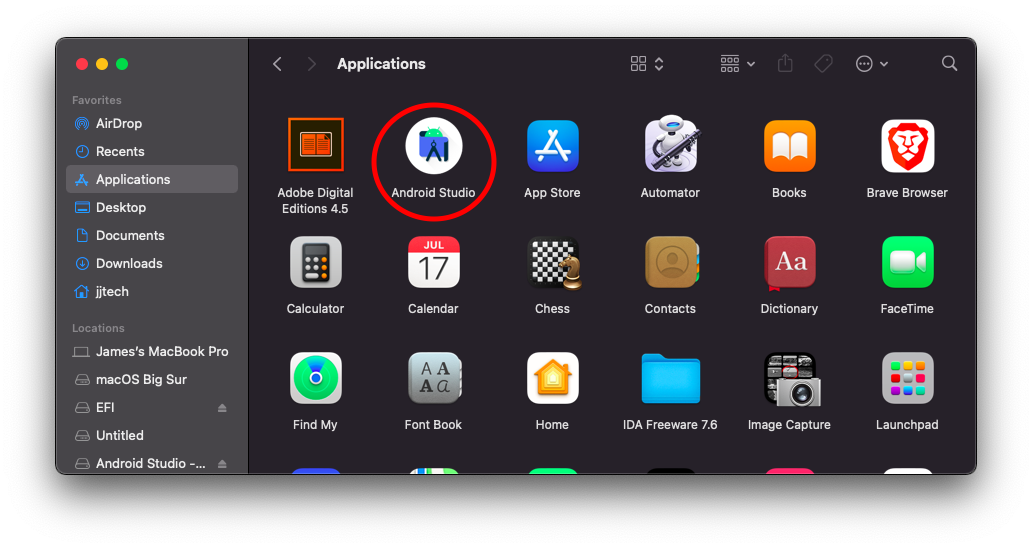 Applications
Favorites
AirDrop
Recents
Applications
Desktop
Documents
Downloads
jjtech
Locations
James’s MacBook Pro
macOS Big Sur
EFI
Untitled
Android Studio -...
Adobe Digital
Editions 4.5
Android Studio
App Store
Automator
Books
Brave Browser
JUL
17
Calculator
Calendar
Chess
Contacts
Aa
Dictionary
FaceTime
A A
A a
Find My
Font Book
Home
IDA Freeware 7.6
Image Capture
Launchpad